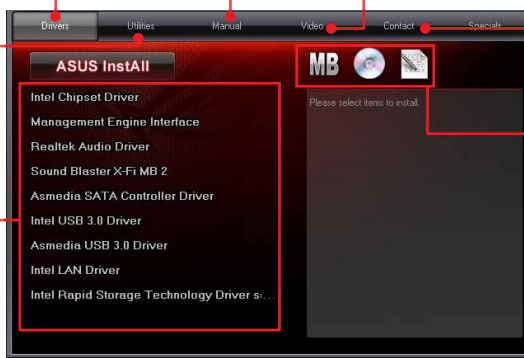 Drivers Utilities Manual Video Contact Specials
ASUS InstAll
MB
Intel Chipset Driver
Please select items to install.
Management Engine Interface
Realtek Audio Driver
Sound Blaster X-Fi MB 2
Asmedia SATA Controller Driver
Intel USB 3.0 Driver
Asmedia USB 3.0 Driver
Intel LAN Driver
Intel Rapid Storage Technology Driver s...